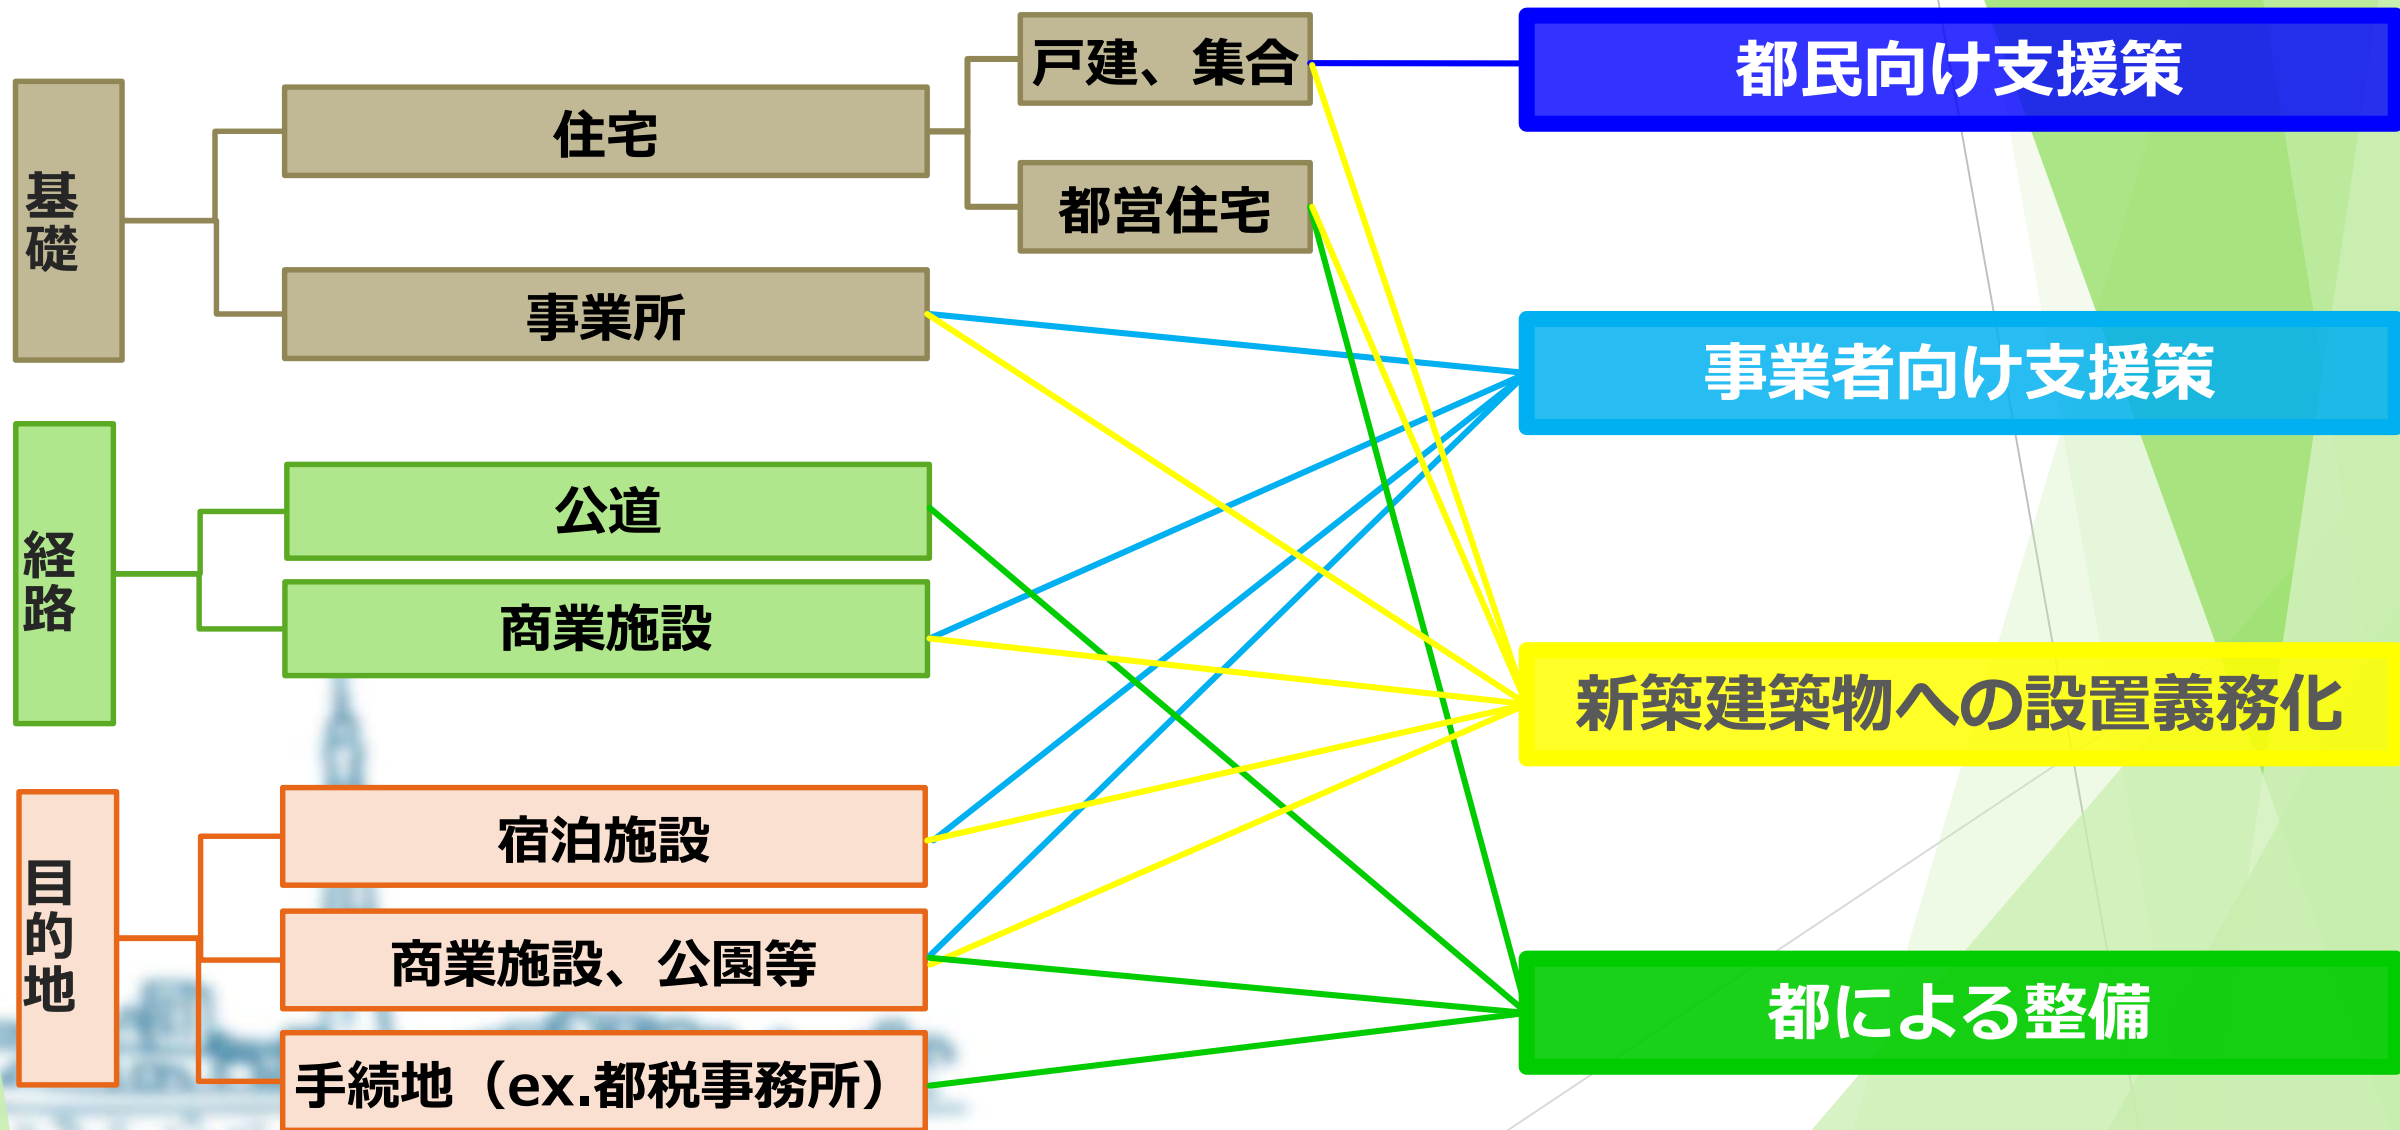 基礎
住宅
戸建、集合
都営住宅
事業所
経路
公道
商業施設
目的地
宿泊施設
商業施設、公園等
手続地（ex.都税事務所）
都民向け支援策
事業者向け支援策
新築建築物への設置義務化
都による整備